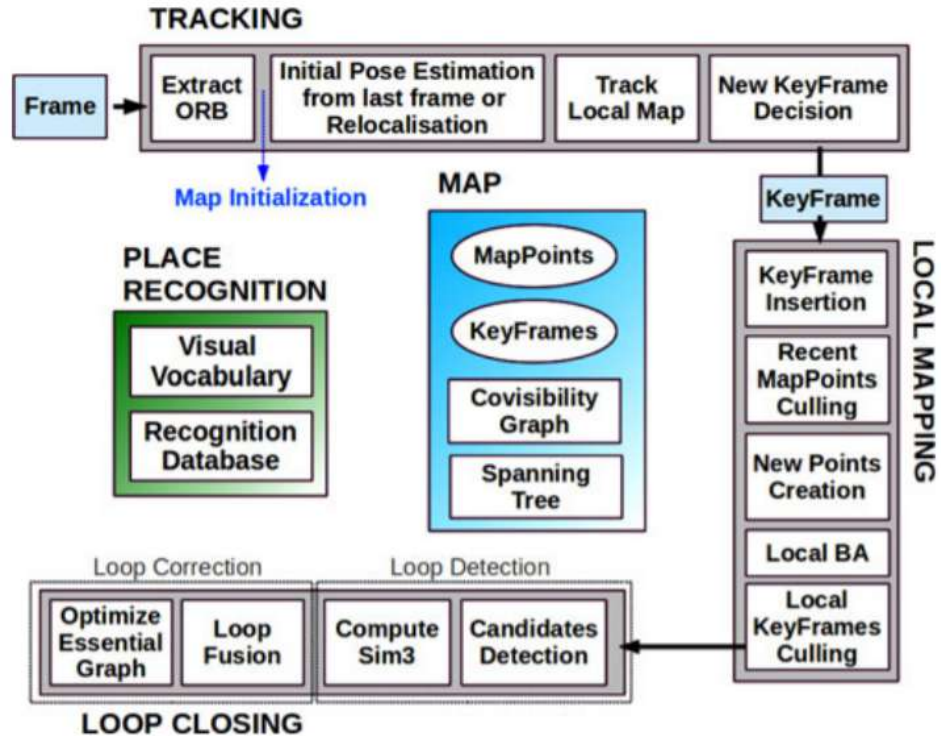 TRACKING
Frame
Extract
ORB
Initial Pose Estimation
from last frame or
Relocalisation
Track
Local Map
New KeyFrame
Decision
Map Initialization
MAP
KeyFrame
MapPoints
KeyFrames
Covisibility
Graph
Spanning
Tree
PLACE
RECOGNITION
Visual
Vocabulary
Recognition
Database
LOCAL MAPPING
KeyFrame
Insertion
Recent
MapPoints
Culling
New Points
Creation
Local BA
Local
KeyFrames
Culling
Loop Correction
Loop Detection
Optimize
Essential
Graph
Loop
Fusion
Compute
Sim3
Candidates
Detection
LOOP CLOSING